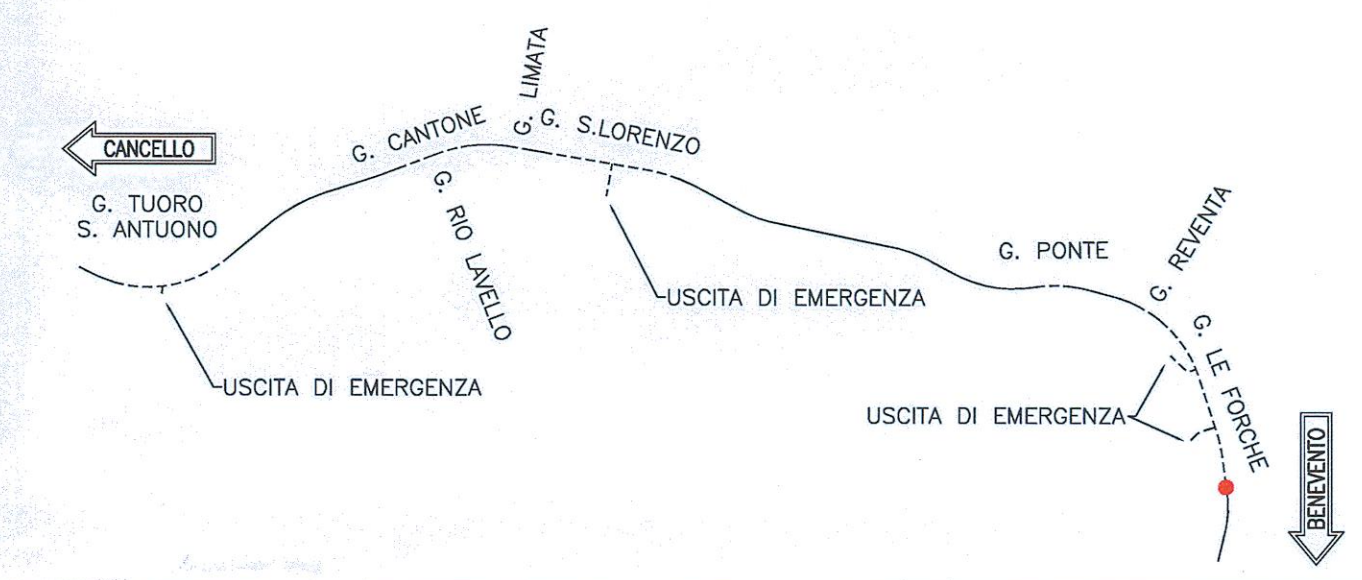 CANCELLO
G. TUORO
S. ANTUONO
G. CANTONE
G. RIO LAVELLO
G. LIMATA
G. S.LORENZO
USCITA DI EMERGENZA
USCITA DI EMERGENZA
G. PONTE
G. REVENTA
G. LE FORCHE
USCITA DI EMERGENZA
BENEVENTO